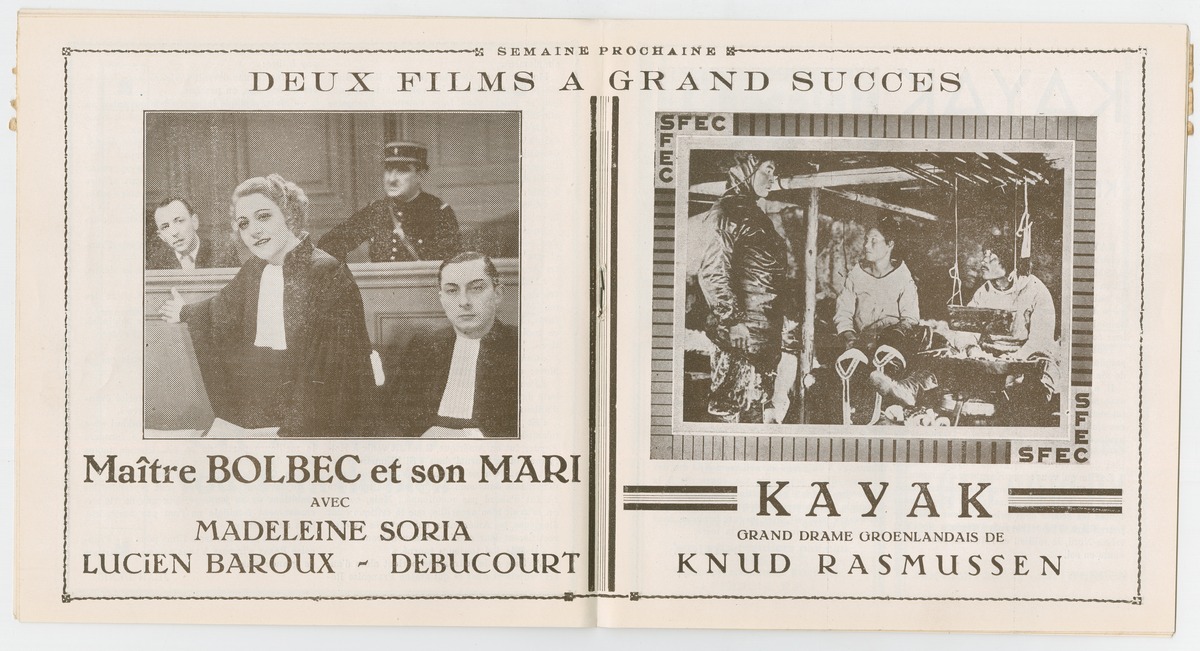 SEMAINE PROCHAINE
DEUX FILMS A GRAND SUCCES
Maître BOLBEC et son MARI
AVEC
MADELEINE SORIA
LUCiEN BAROUX - DEBUCOURT
SFEC
SFEC
SFEC
SFEC
KAYAK
GRAND DRAME GROENLANDAIS DE
KNUD RASMUSSEN